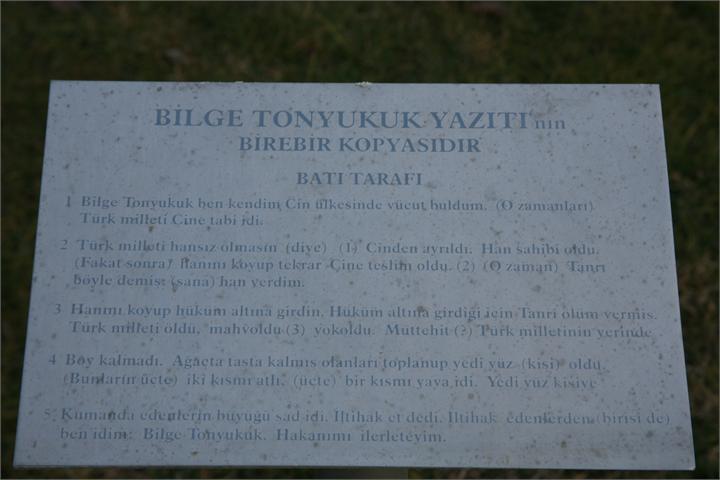 BİLGE TONYUKUK YAZITI'nın
BİREBİR KOPYASIDIR
BATI TARAFI
1 Bilge Tonyukuk ben kendim Çin ülkesinde vücut buldum. (O zamanları)
Türk milleti Çine tabi idi.
2 Türk milleti hansız olmasın (diye) (1) Çinden ayrıldı. Han sahibi oldu.
(Fakat sonra) hanını koyup tekrar Çine teslim oldu. (2) (O zaman) Tanrı
böyle demiş: (sana) han verdim.
3 Hanını koyup hüküm altına girdin. Hüküm altına girdiği için Tanrı ölüm vermiş.
Türk milleti öldü, mahvoldu (3) yokoldu. Müttehit (?) Türk milletinin yerinde
4 Boy kalmadı. Ağaçta taşta kalmış olanları toplanup yedi yüz (kişi) oldu.
(Bunların üçte) iki kısmı atlı, (üçte) bir kısmı yaya idi. Yedi yüz kişiye
5 Kumanda edenlerin büyüğü şad idi. İltihak et dedi. İltihak edenlerden (birisi de)
ben idim: Bilge Tonyukuk. Hakanımı ilerleteyim.